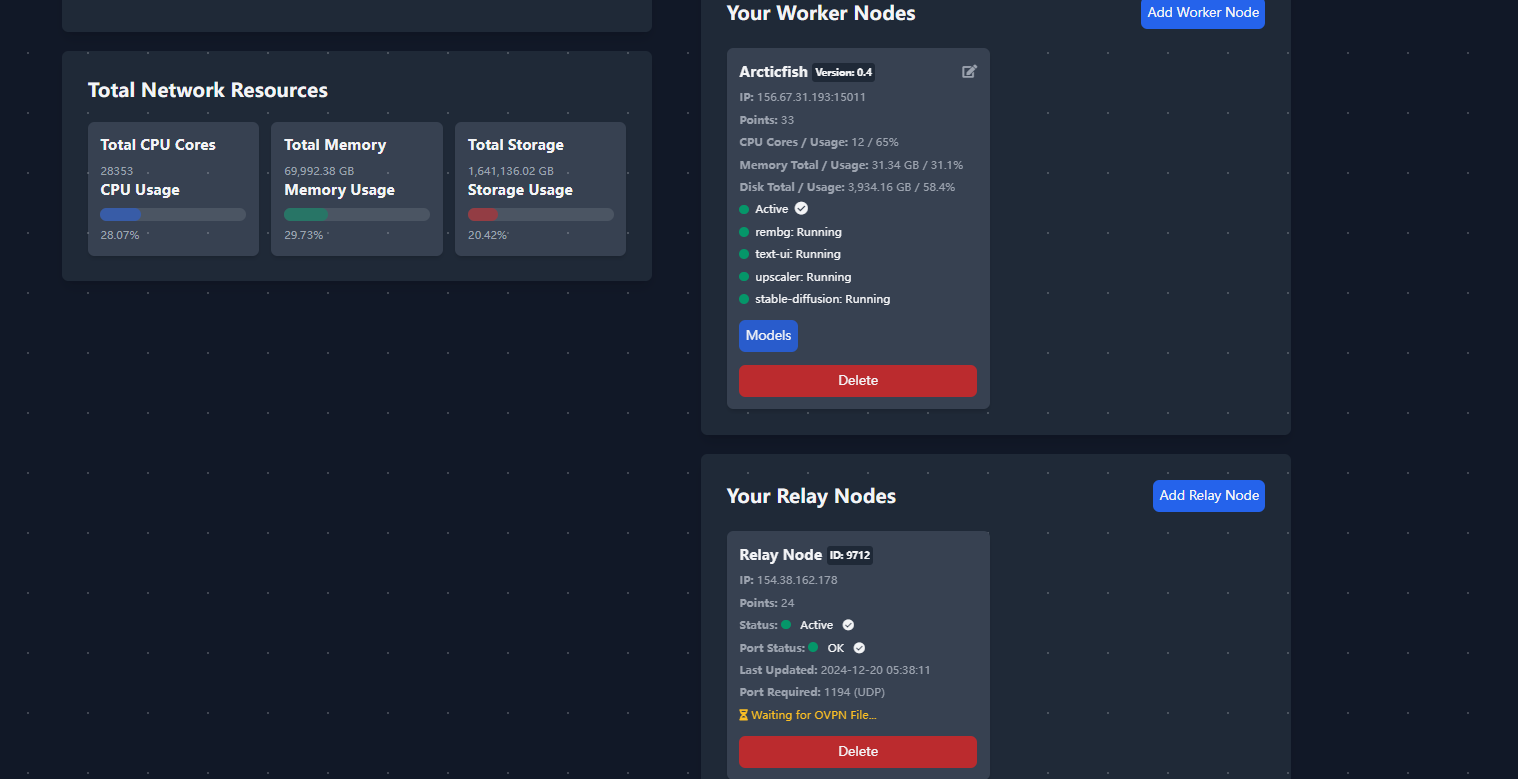 Total Network Resources
Total CPU Cores
28353
CPU Usage
28.07%
Total Memory
69,992.38 GB
Memory Usage
29.73%
Total Storage
1,641,136.02 GB
Storage Usage
20.42%
Your Worker Nodes
Add Worker Node
Arcticfish Version: 0.4
IP: 156.67.31.193:15011
Points: 33
CPU Cores / Usage: 12 / 65%
Memory Total / Usage: 31.34 GB / 31.1%
Disk Total / Usage: 3,934.16 GB / 58.4%
Active
rembg: Running
text-ui: Running
upscaler: Running
stable-diffusion: Running
Models
Delete
Your Relay Nodes
Add Relay Node
Relay Node ID: 9712
IP: 154.38.162.178
Points: 24
Status: Active
Port Status: OK
Last Updated: 2024-12-20 05:38:11
Port Required: 1194 (UDP)
Waiting for OVPN File...
Delete